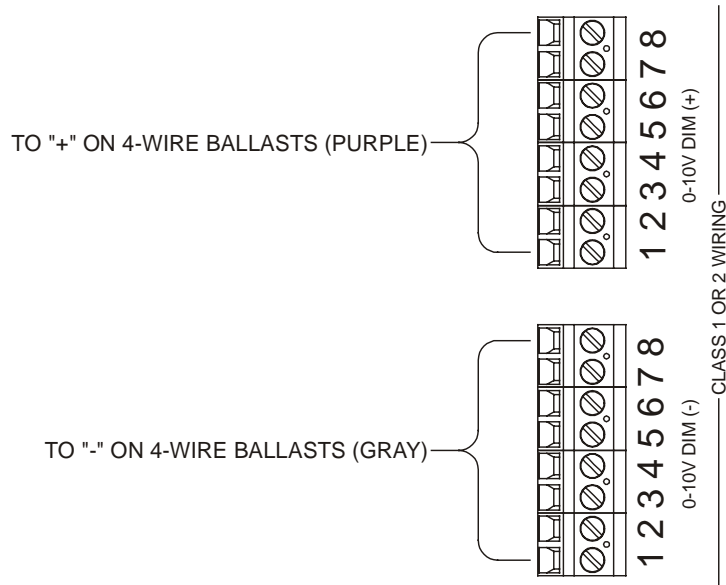 TO "+" ON 4-WIRE BALLASTS (PURPLE)
1 2 3 4 5 6 7 8
0-10V DIM (+)
TO "-" ON 4-WIRE BALLASTS (GRAY)
1 2 3 4 5 6 7 8
0-10V DIM (-)
CLASS 1 OR 2 WIRING